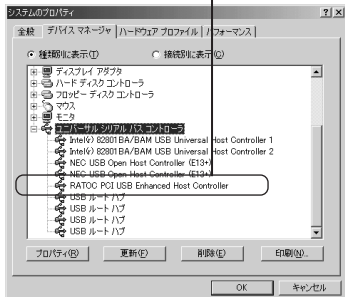 システムのプロパティ
全般 デバイス マネージャ ハードウェア プロファイル パフォーマンス
種類別に表示(T) 接続別に表示(C)
ディスプレイ アダプタ
ハード ディスク コントローラ
フロッピー ディスク コントローラ
マウス
モニタ
ユニバーサル シリアル バス コントローラ
Intel(r) 82801BA/BAM USB Universal Host Controller 1
Intel(r) 82801BA/BAM USB Universal Host Controller 2
NEC USB Open Host Controller (E13+)
NEC USB Open Host Controller (E13+)
RATOC PCI USB Enhanced Host Controller
USB ルート ハブ
USB ルート ハブ
USB ルート ハブ
USB ルート ハブ
プロパティ(R) 更新(F) 削除(E) 印刷(N)...
OK キャンセル